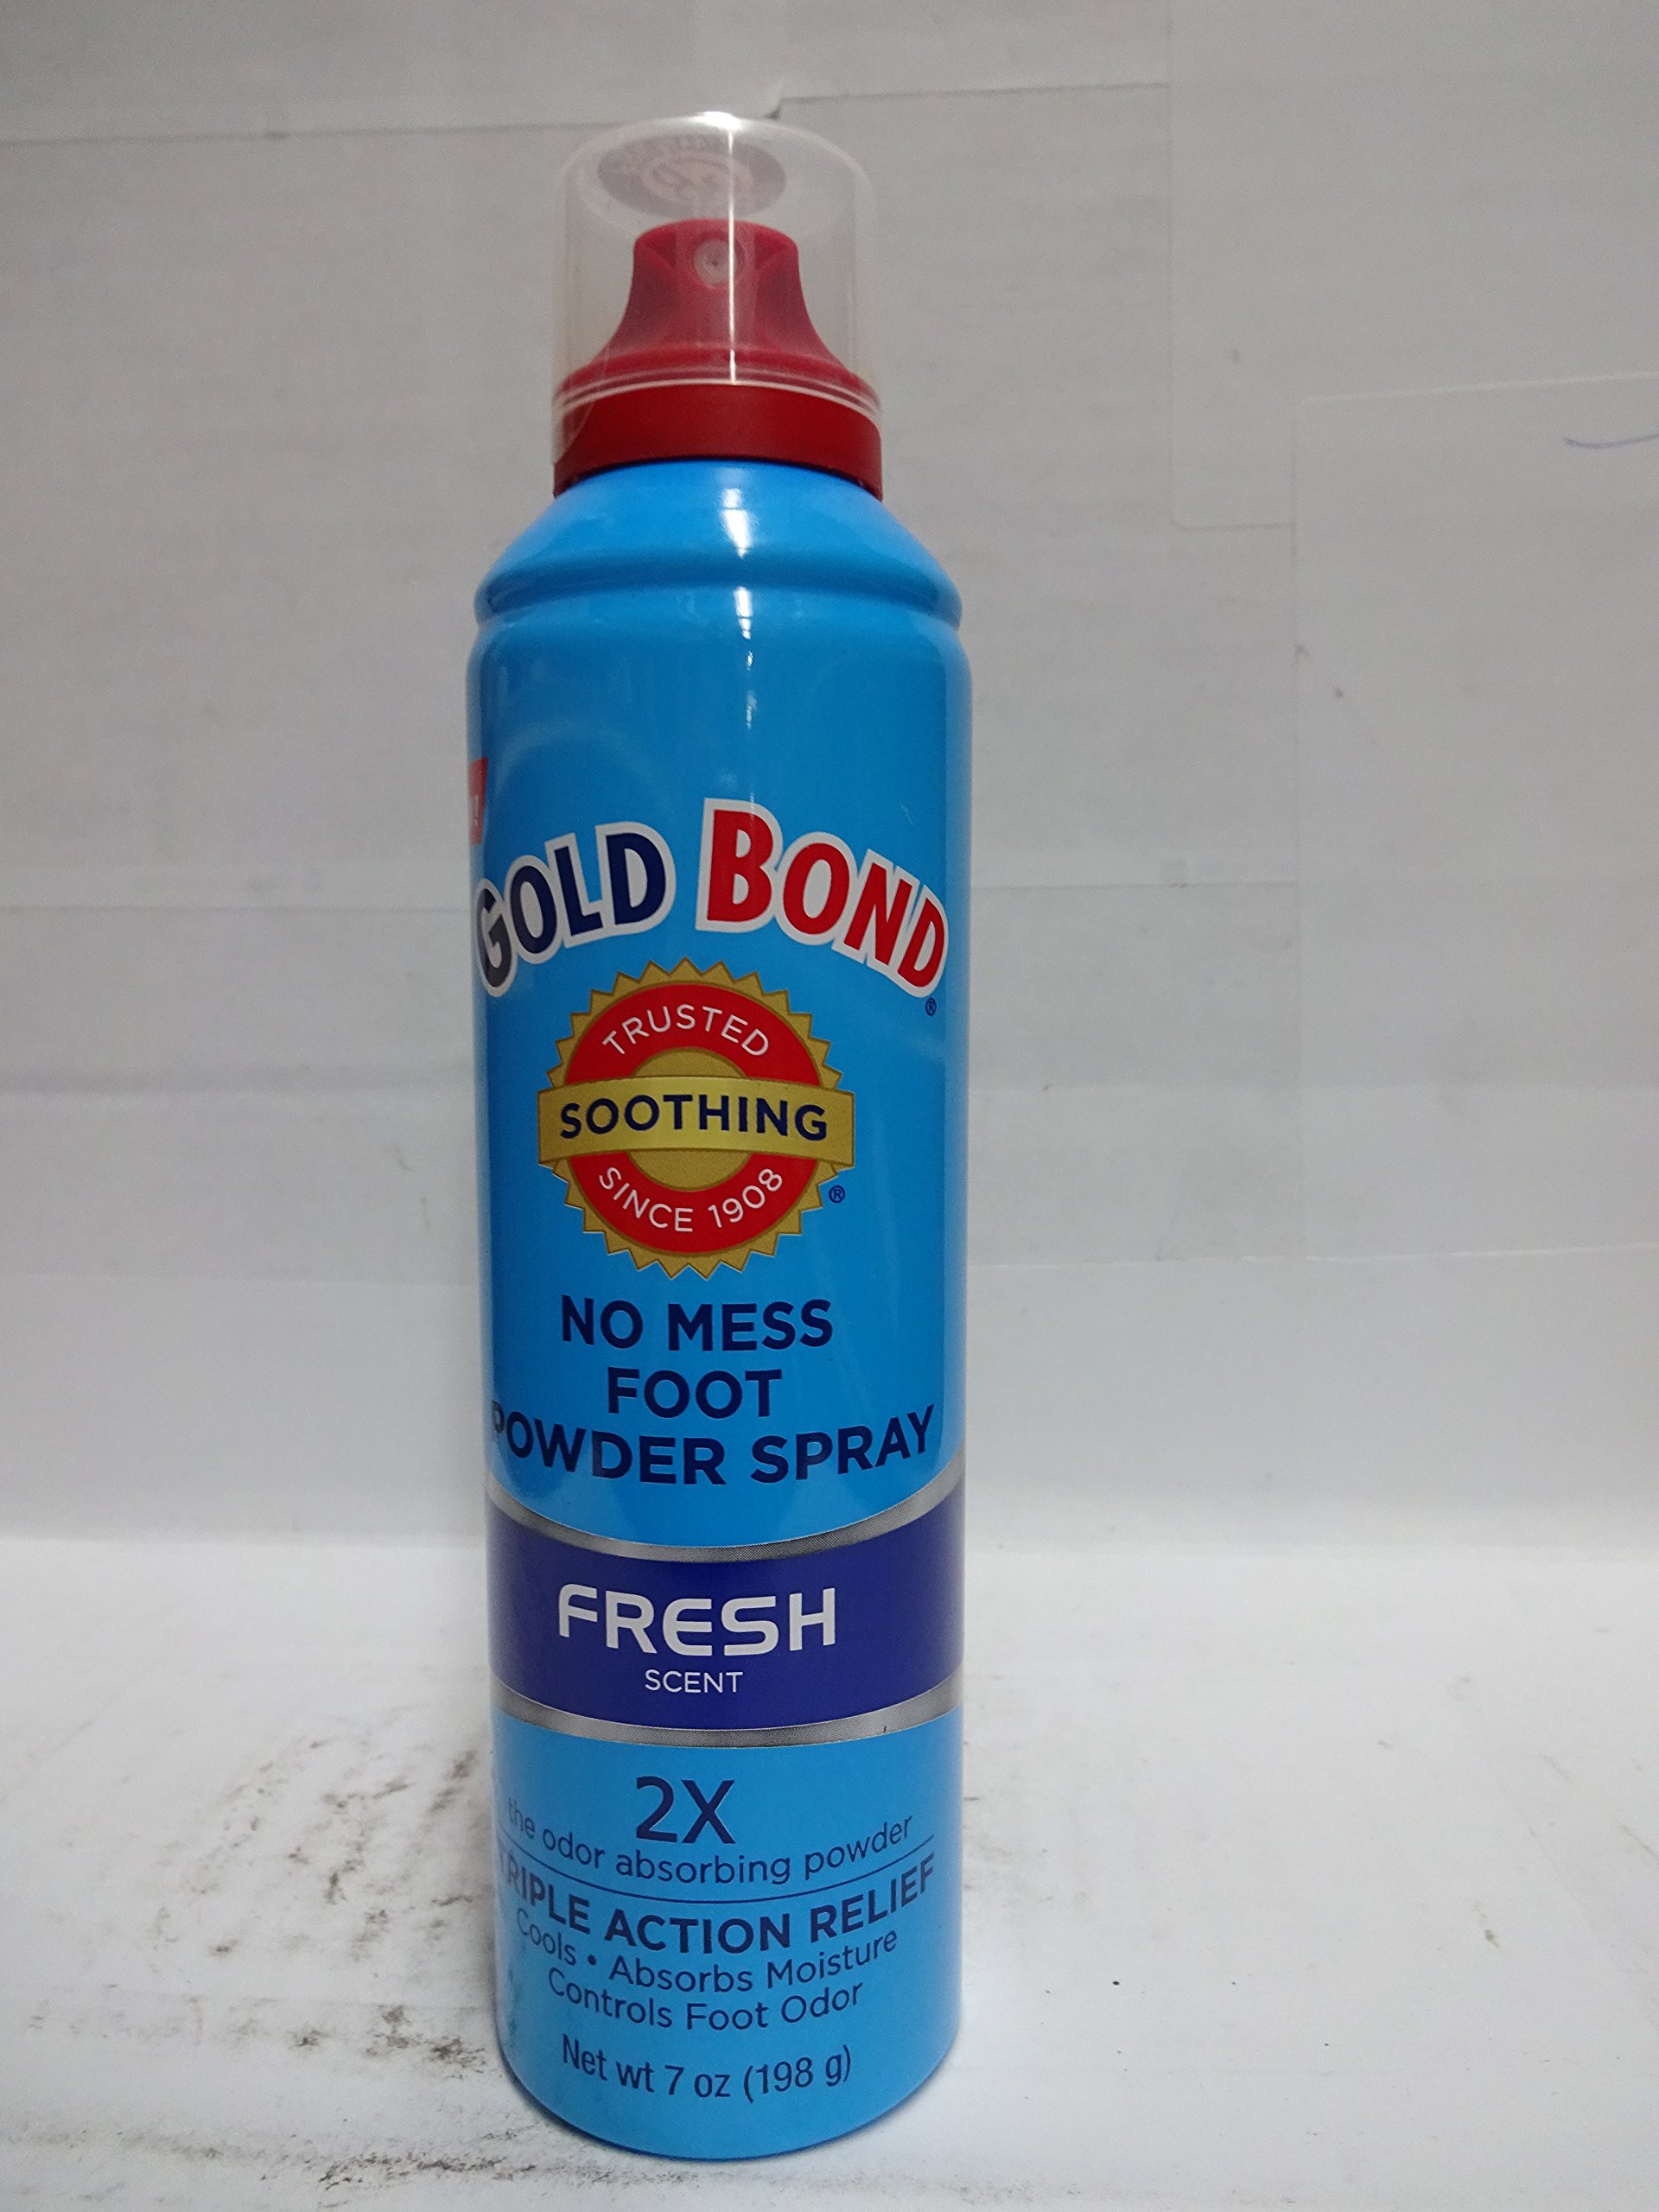 GOLD BOND®
TRUSTED
SOOTHING
SINCE 1908
®
NO MESS
FOOT
POWDER SPRAY
FRESH
SCENT
2X
the odor absorbing powder
TRIPLE ACTION RELIEF
Cools • Absorbs Moisture
Controls Foot Odor
Net wt 7 oz (198 g)